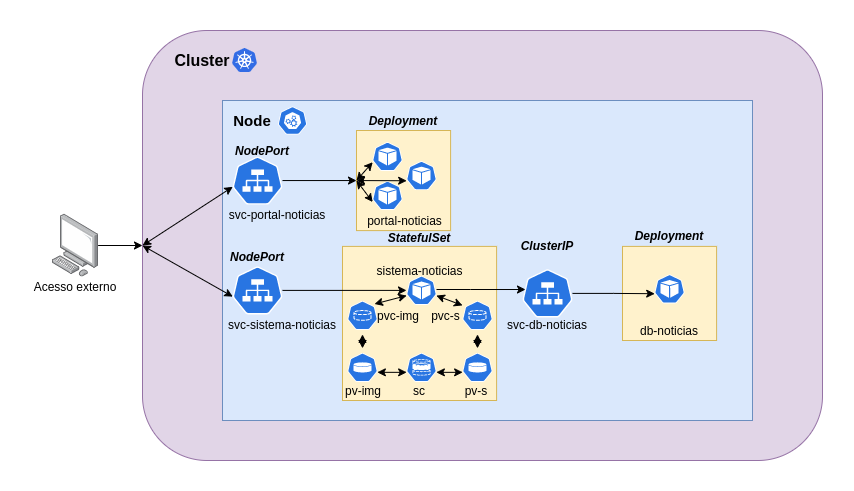 Cluster
Node
Deployment
NodePort
svc-portal-noticias
portal-noticias
StatefulSet
NodePort
sistema-noticias
ClusterIP
Deployment
Acesso externo
svc-sistema-noticias
pvc-img
pvc-s
svc-db-noticias
db-noticias
pv-img
sc
pv-s